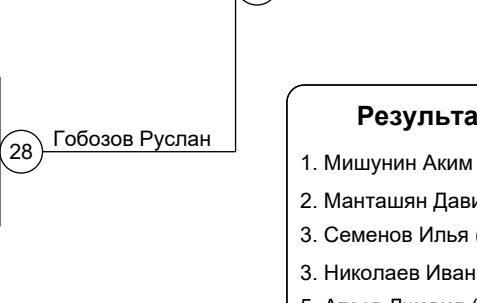 28
Гобозов Руслан
Результа
1. Мишунин Аким
2. Манташян Дави
3. Семенов Илья (
3. Николаев Иван